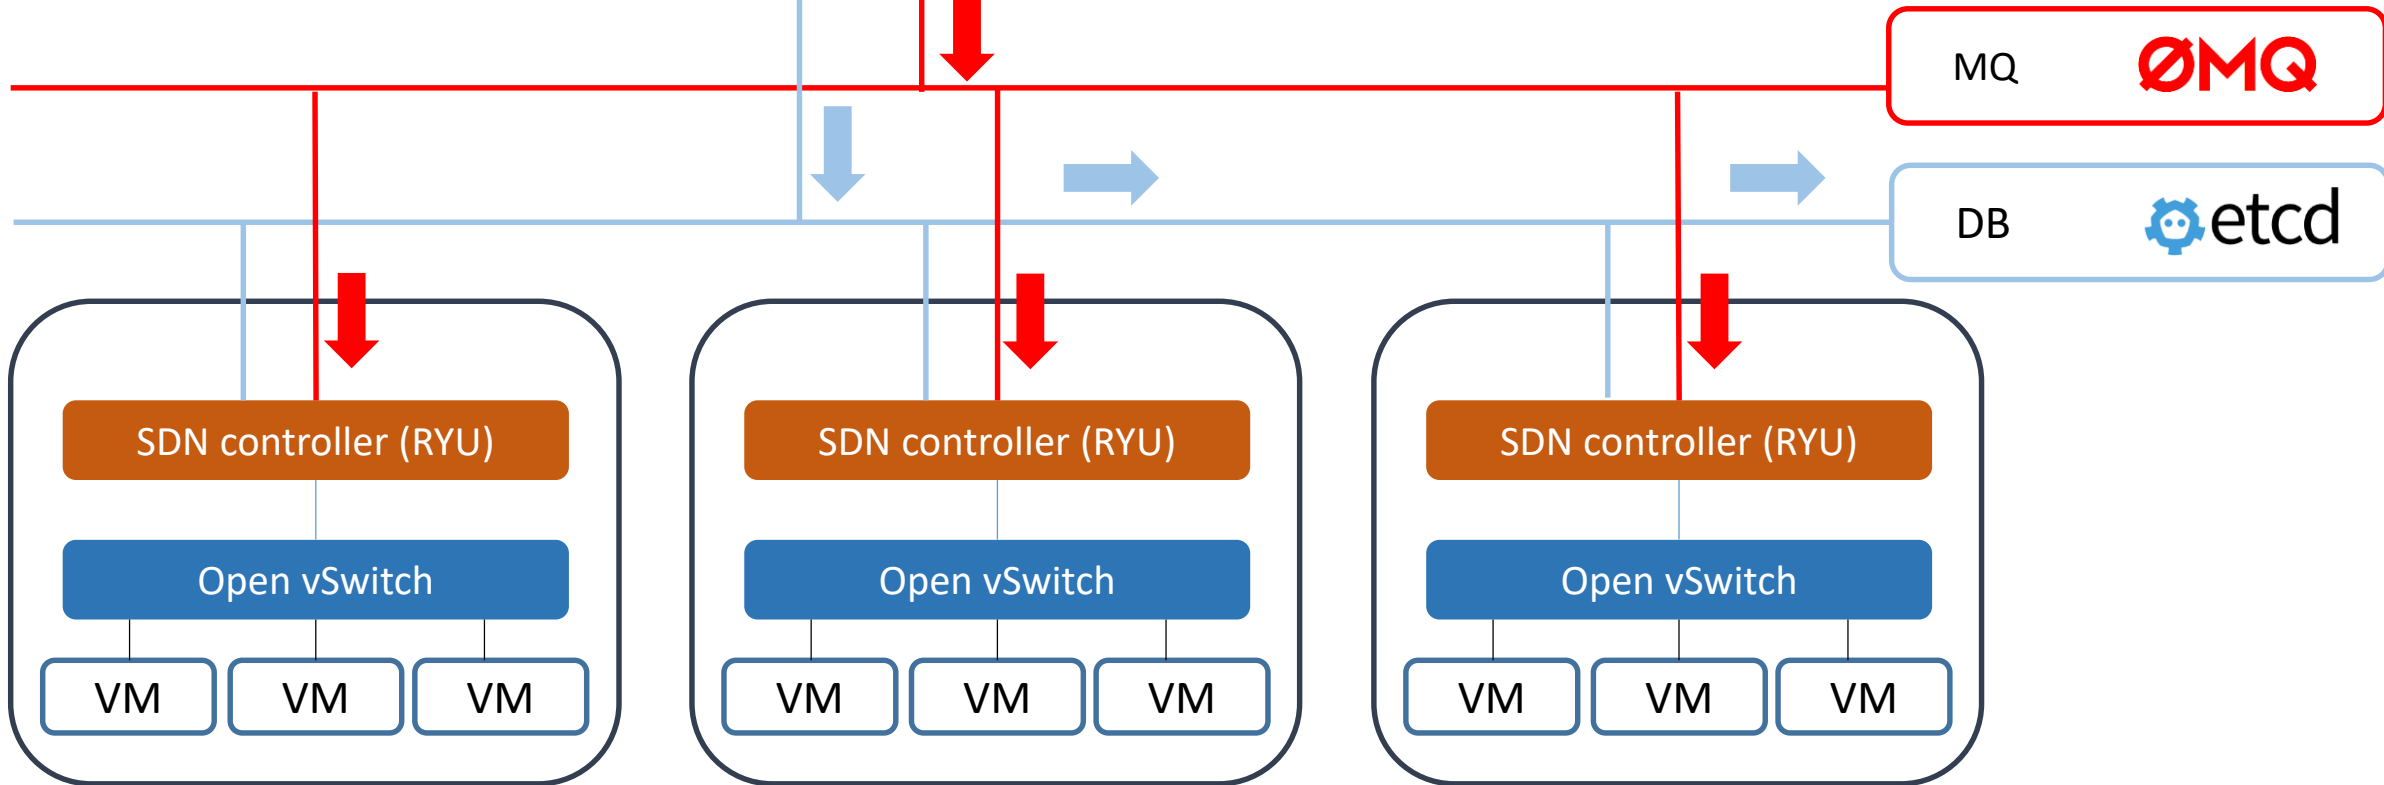 MQ ØMQ
DB etcd
SDN controller (RYU) SDN controller (RYU) SDN controller (RYU)
Open vSwitch Open vSwitch Open vSwitch
VM VM VM VM VM VM VM VM VM